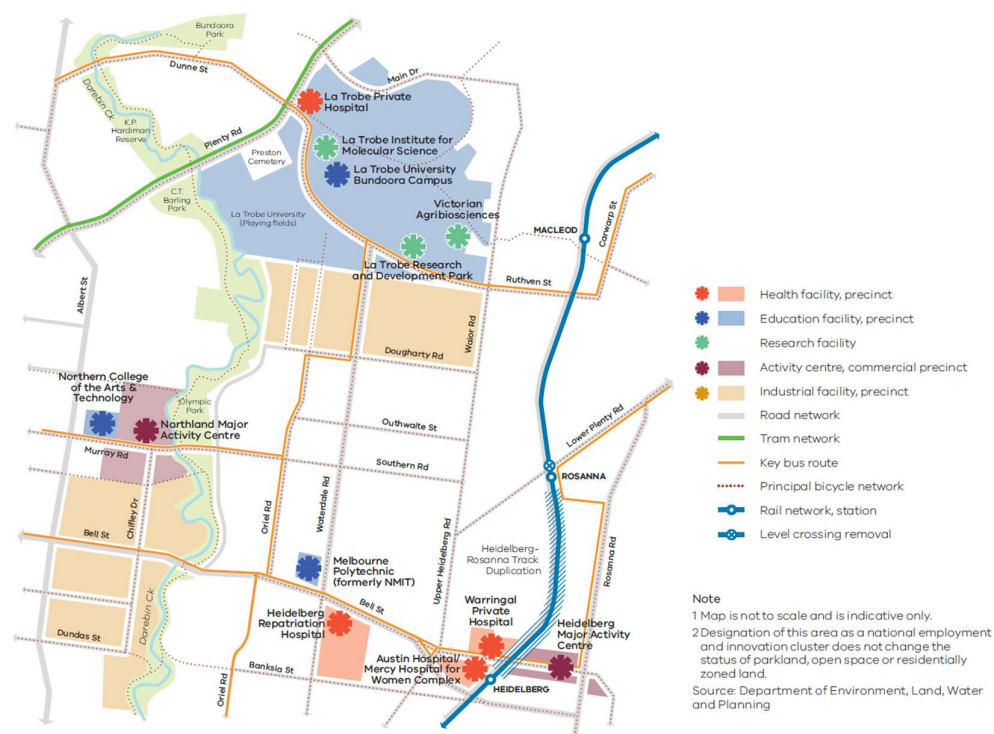 Bundoora
Park
Dunne St
Main Dr
Darebin Ck
La Trobe Private
Hospital
K.P.
Hardiman
Reserve
Plenty Rd
La Trobe Institute for
Molecular Science
Preston
Cemetery
La Trobe University
Bundoora Campus
C.T.
Barling
Park
La Trobe University
(Playing fields)
Victorian
Agribiosciences
MACLEOD
Carwarp St
La Trobe Research
and Development Park
Ruthven St
Albert St
Waior Rd
Dougharty Rd
Northern College
of the Arts &
Technology
Olympic
Park
Northland Major
Activity Centre
Outhwaite St
Lower Plenty Rd
Murray Rd
Southern Rd
ROSANNA
Chifley Dr
Oriel Rd
Waterdale Rd
Upper Heidelberg Rd
Rosanna Rd
Bell St
Heidelberg-
Rosanna Track
Duplication
Melbourne
Polytechnic
(formerly NMIT)
Bell St
Darebin Ck
Heidelberg
Repatriation
Hospital
Warringal
Private
Hospital
Heidelberg
Major Activity
Centre
Dundas St
Banksia St
Austin Hospital/
Mercy Hospital for
Women Complex
Oriel Rd
HEIDELBERG
Health facility, precinct
Education facility, precinct
Research facility
Activity centre, commercial precinct
Industrial facility, precinct
Road network
Tram network
Key bus route
Principal bicycle network
Rail network, station
Level crossing removal
Note
1 Map is not to scale and is indicative only.
2 Designation of this area as a national employment
and innovation cluster does not change the
status of parkland, open space or residentially
zoned land.
Source: Department of Environment, Land, Water
and Planning